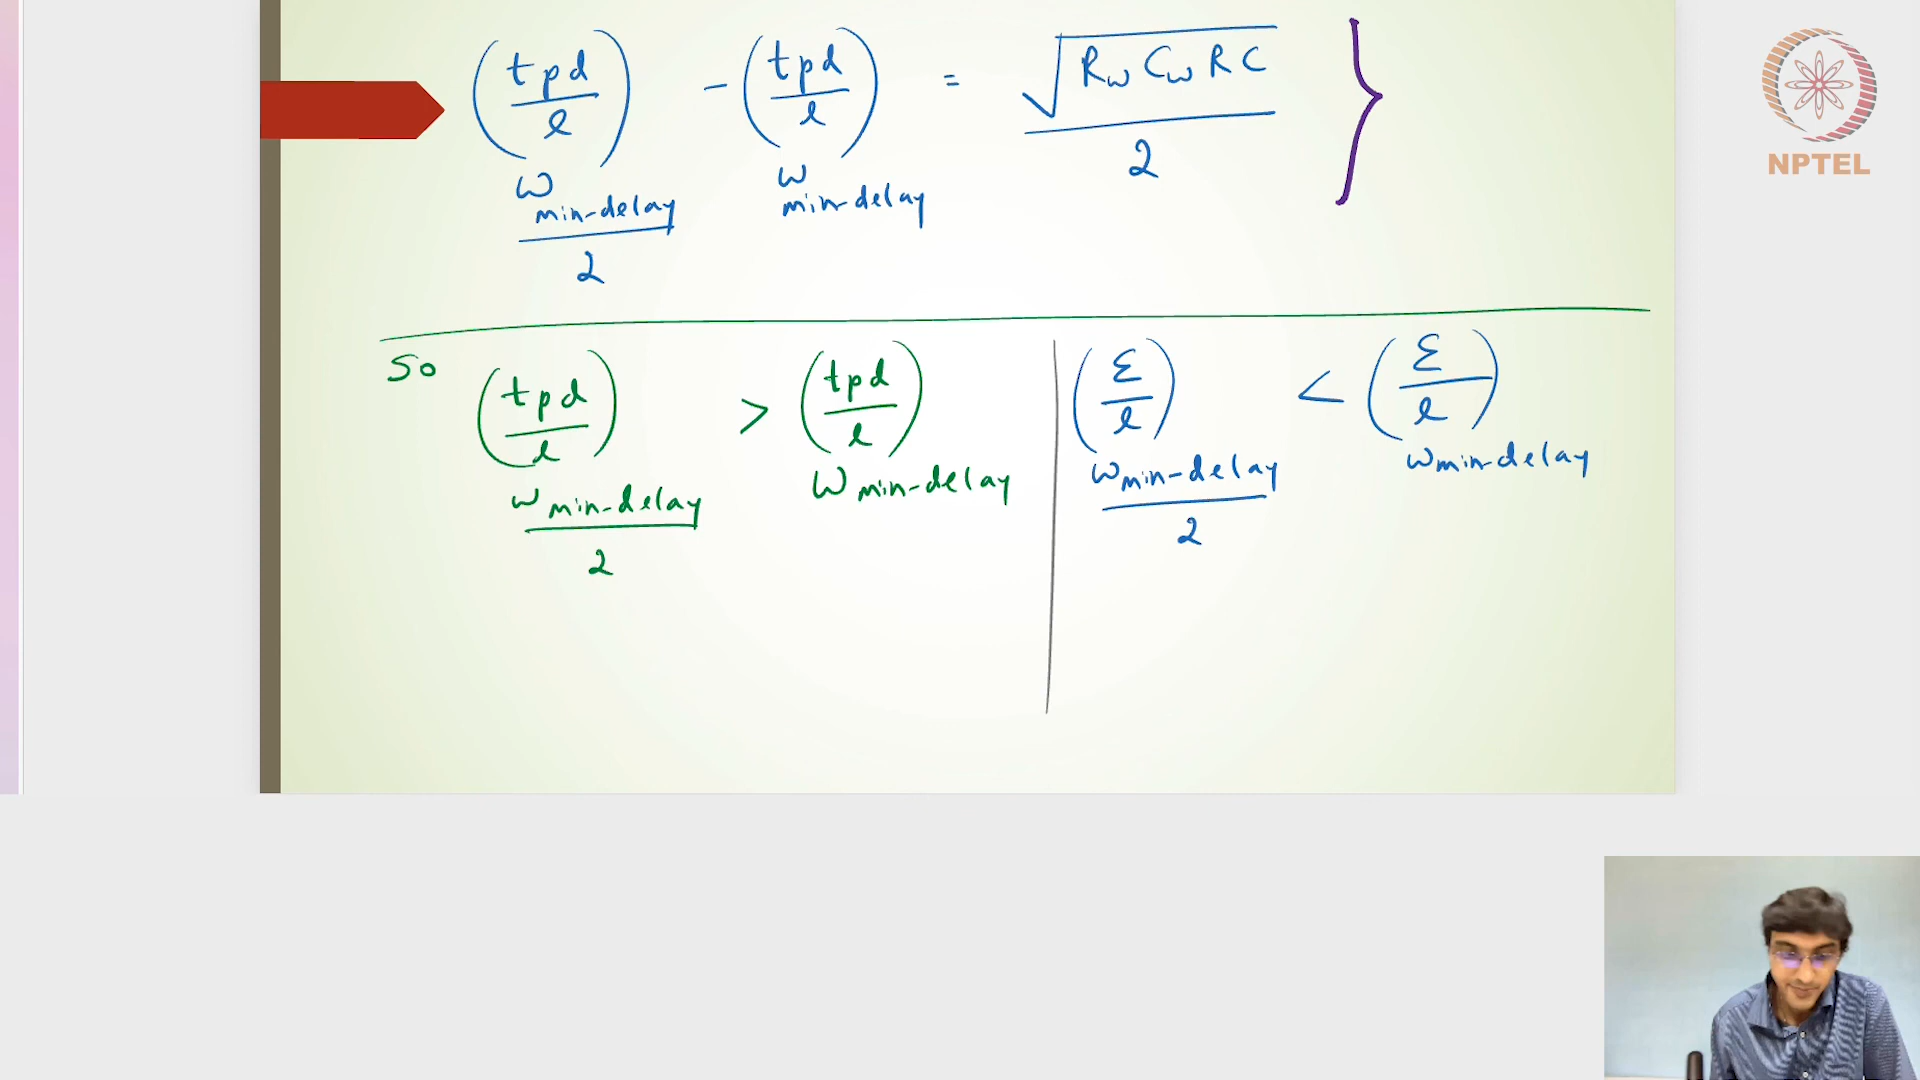 (tpd/l) w min-delay/2 - (tpd/l) w min-delay = √(Rw Cw R C)/2 }
NPTEL
So (tpd/l) w min-delay/2 > (tpd/l) w min-delay
(ε/l) w min-delay/2 < (ε/l) w min-delay